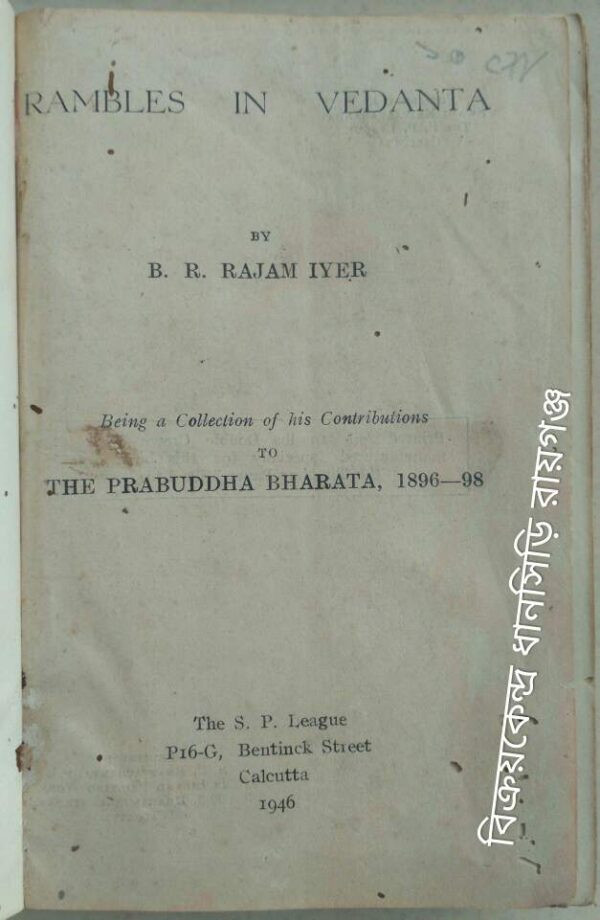 RAMBLES IN VEDANTA
BY
B. R. RAJAM IYER
Being a Collection of his Contributions
TO
THE PRABUDDHA BHARATA, 1896—98
The S. P. League
P16-G, Bentinck Street
Calcutta
1946
বিক্রয়কেন্দ্র ধানসিড়ি রায়গঞ্জ